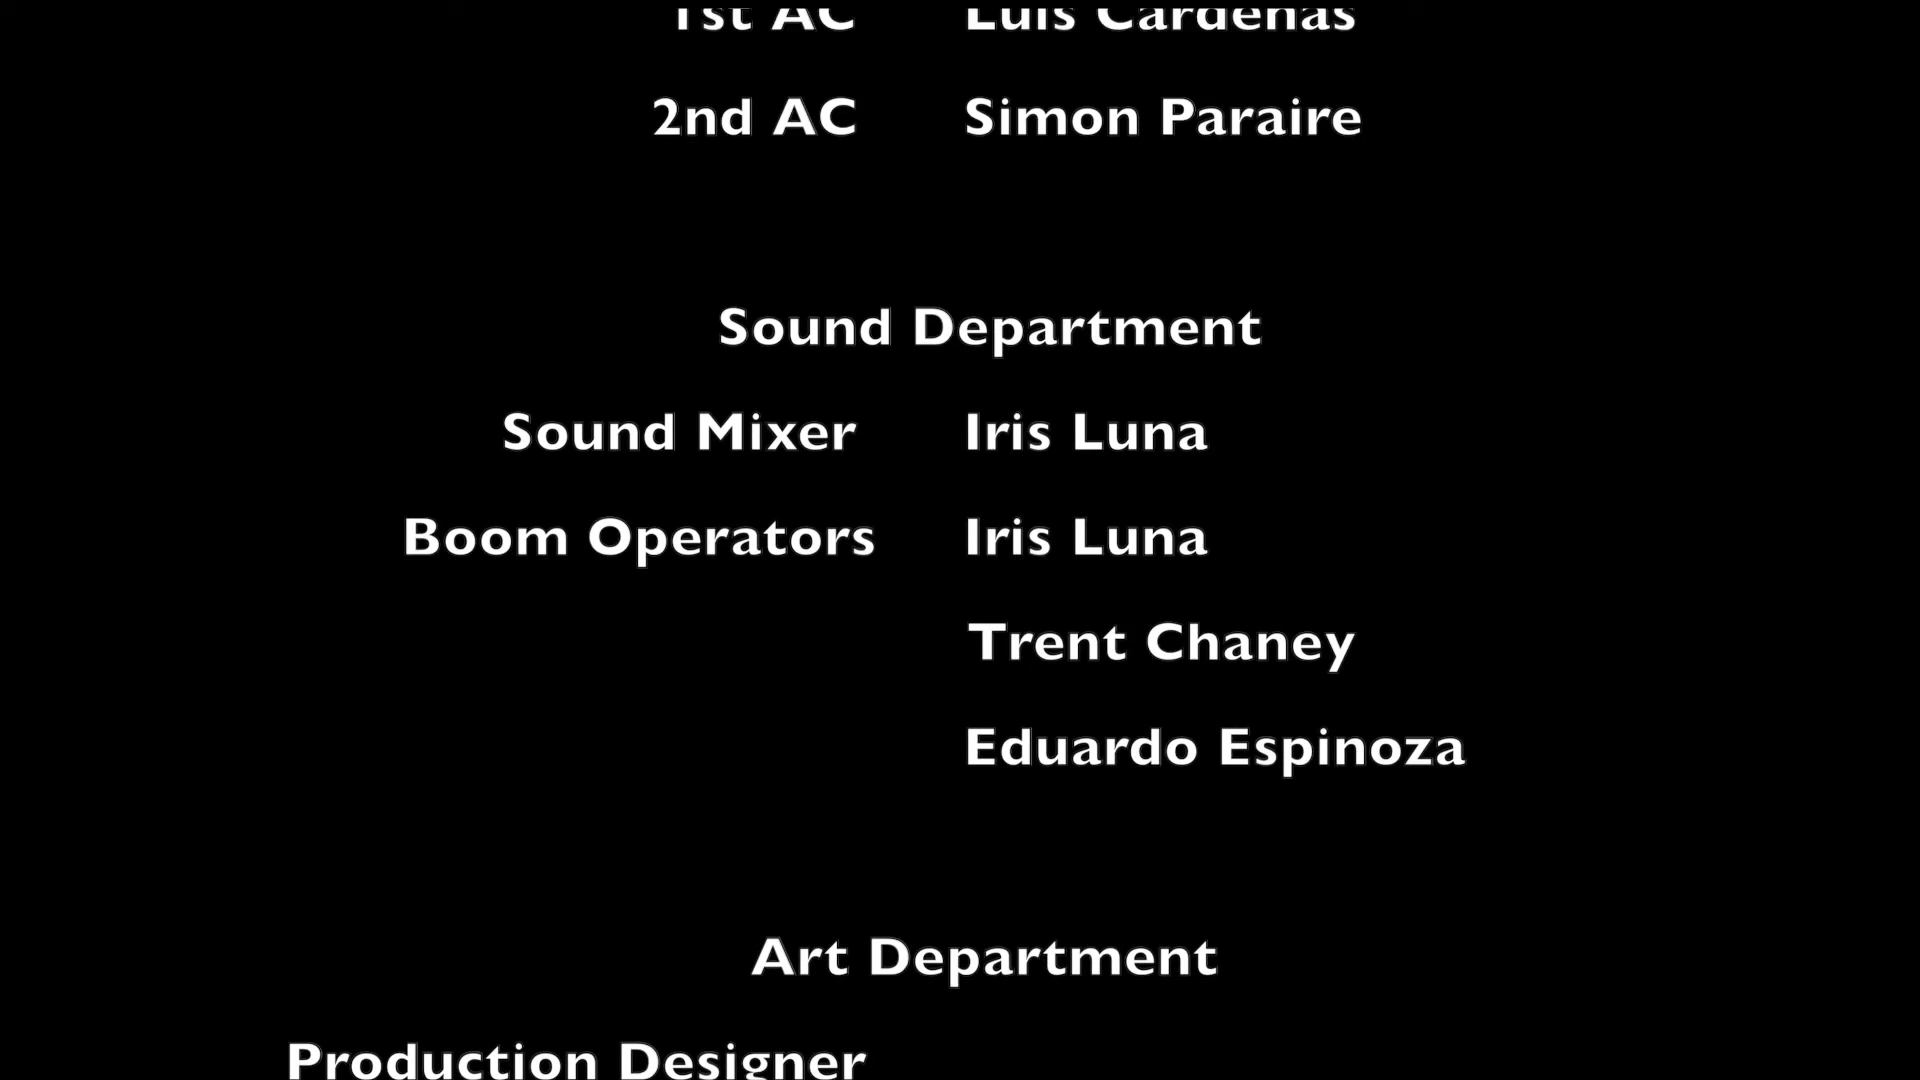 1st AC Luis Cardenas
2nd AC Simon Paraire
Sound Department
Sound Mixer Iris Luna
Boom Operators Iris Luna
Trent Chaney
Eduardo Espinoza
Art Department
Production Designer